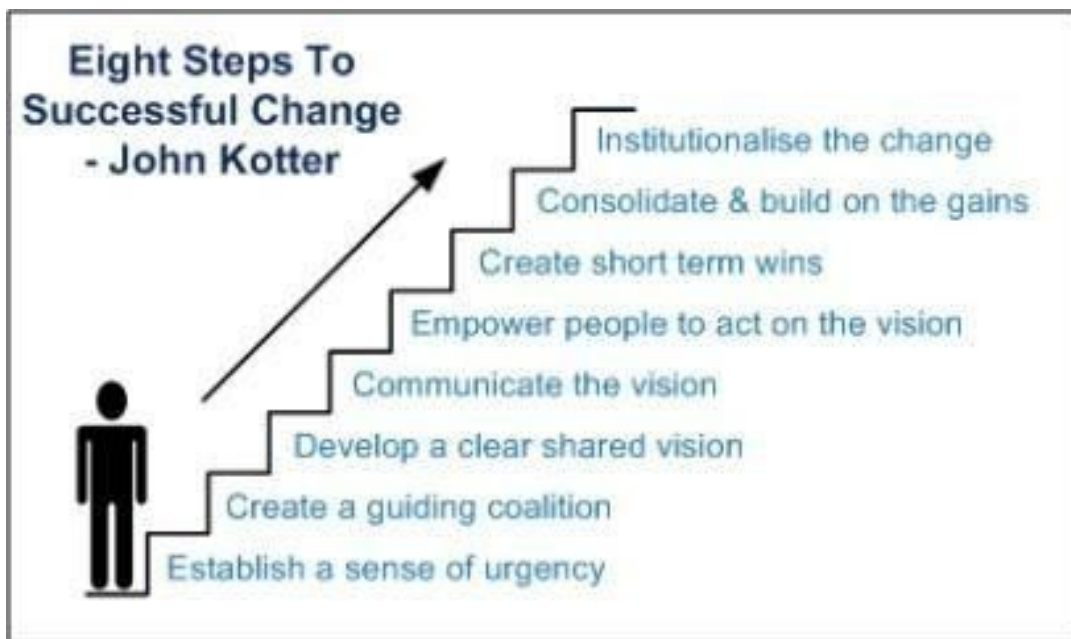 Eight Steps To
Successful Change
- John Kotter
Institutionalise the change
Consolidate & build on the gains
Create short term wins
Empower people to act on the vision
Communicate the vision
Develop a clear shared vision
Create a guiding coalition
Establish a sense of urgency